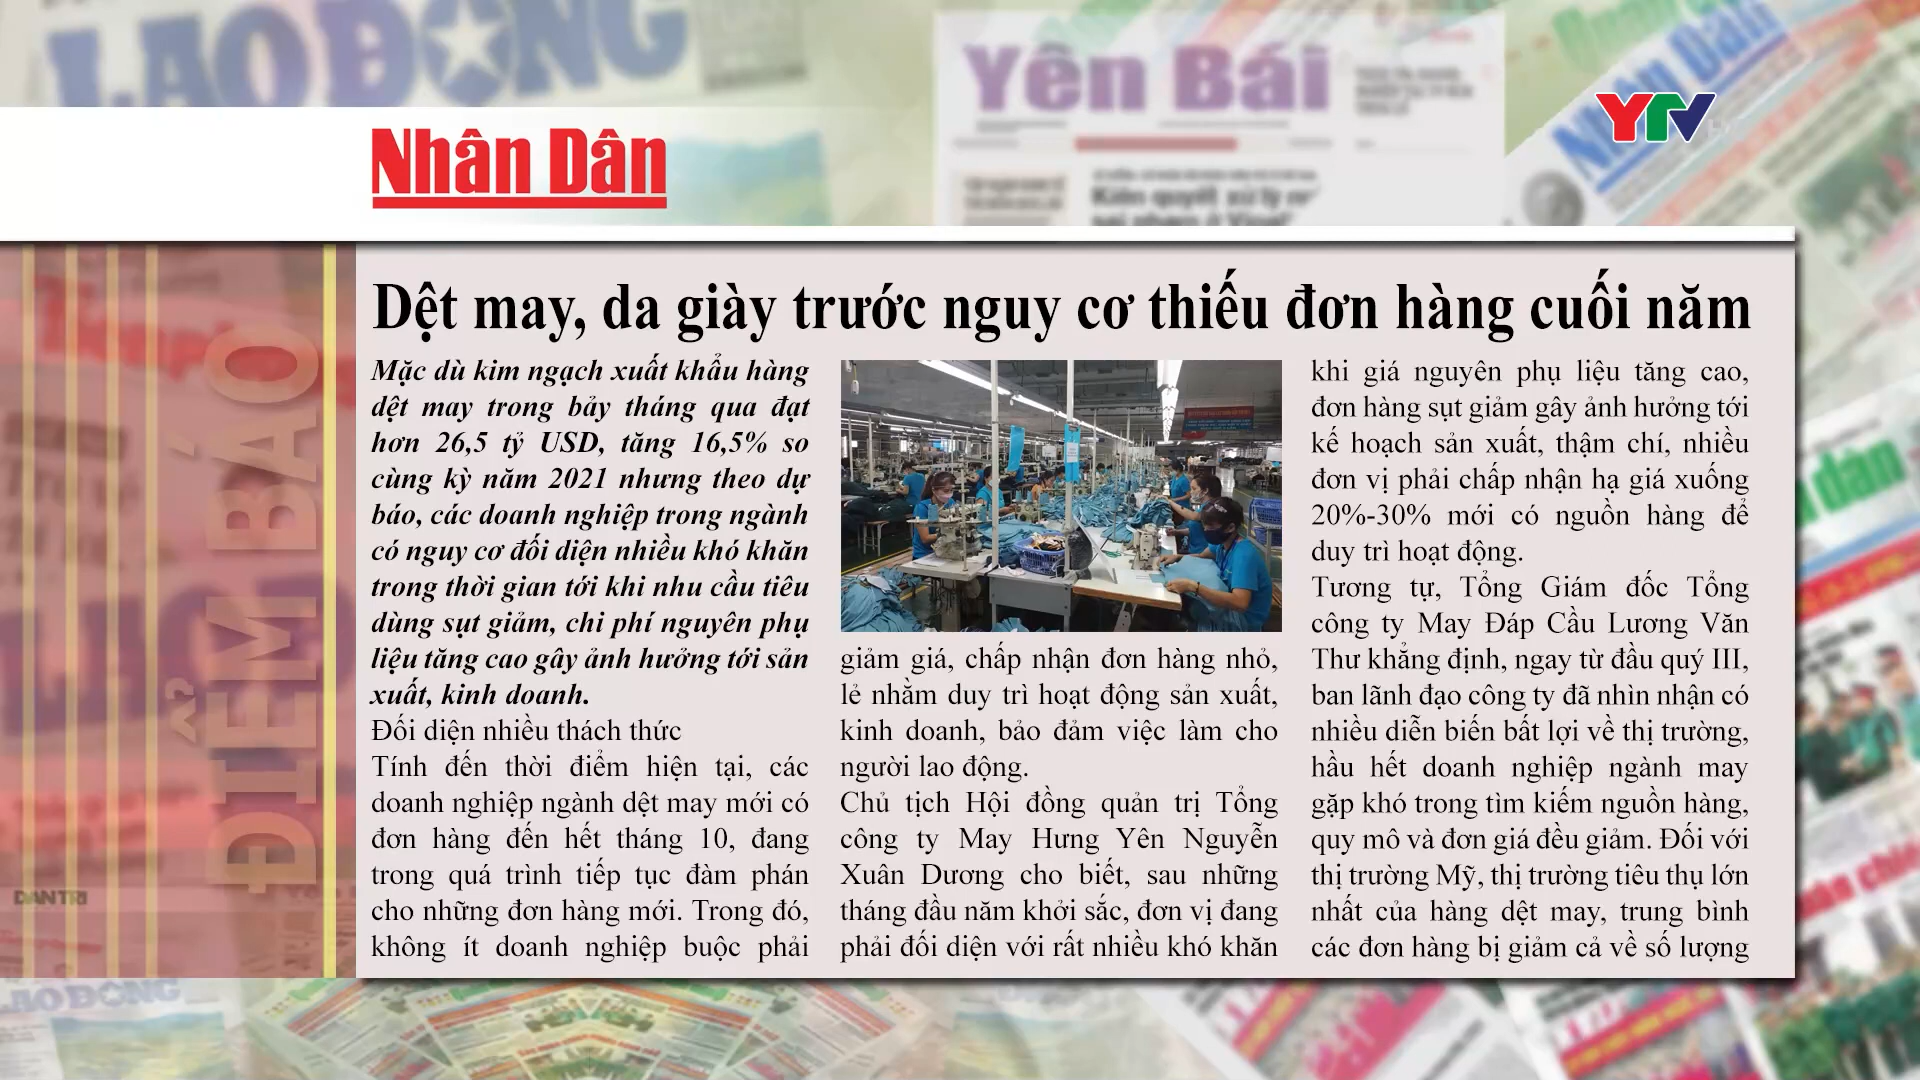 LAO ĐỘNG
Yên Bái
Nhân Dân
YTV
Nhân Dân
Kiên quyết xử lý
ĐIỂM BÁO
DAN TRI
Dệt may, da giày trước nguy cơ thiếu đơn hàng cuối năm
Mặc dù kim ngạch xuất khẩu hàng
dệt may trong bảy tháng qua đạt
hơn 26,5 tỷ USD, tăng 16,5% so
cùng kỳ năm 2021 nhưng theo dự
báo, các doanh nghiệp trong ngành
có nguy cơ đối diện nhiều khó khăn
trong thời gian tới khi nhu cầu tiêu
dùng sụt giảm, chi phí nguyên phụ
liệu tăng cao gây ảnh hưởng tới sản
xuất, kinh doanh.
Đối diện nhiều thách thức
Tính đến thời điểm hiện tại, các
doanh nghiệp ngành dệt may mới có
đơn hàng đến hết tháng 10, đang
trong quá trình tiếp tục đàm phán
cho những đơn hàng mới. Trong đó,
không ít doanh nghiệp buộc phải
giảm giá, chấp nhận đơn hàng nhỏ,
lẻ nhằm duy trì hoạt động sản xuất,
kinh doanh, bảo đảm việc làm cho
người lao động.
Chủ tịch Hội đồng quản trị Tổng
công ty May Hưng Yên Nguyễn
Xuân Dương cho biết, sau những
tháng đầu năm khởi sắc, đơn vị đang
phải đối diện với rất nhiều khó khăn
khi giá nguyên phụ liệu tăng cao,
đơn hàng sụt giảm gây ảnh hưởng tới
kế hoạch sản xuất, thậm chí, nhiều
đơn vị phải chấp nhận hạ giá xuống
20%-30% mới có nguồn hàng để
duy trì hoạt động.
Tương tự, Tổng Giám đốc Tổng
công ty May Đáp Cầu Lương Văn
Thư khẳng định, ngay từ đầu quý III,
ban lãnh đạo công ty đã nhìn nhận có
nhiều diễn biến bất lợi về thị trường,
hầu hết doanh nghiệp ngành may
gặp khó trong tìm kiếm nguồn hàng,
quy mô và đơn giá đều giảm. Đối với
thị trường Mỹ, thị trường tiêu thụ lớn
nhất của hàng dệt may, trung bình
các đơn hàng bị giảm cả về số lượng
LAO ĐỘNG